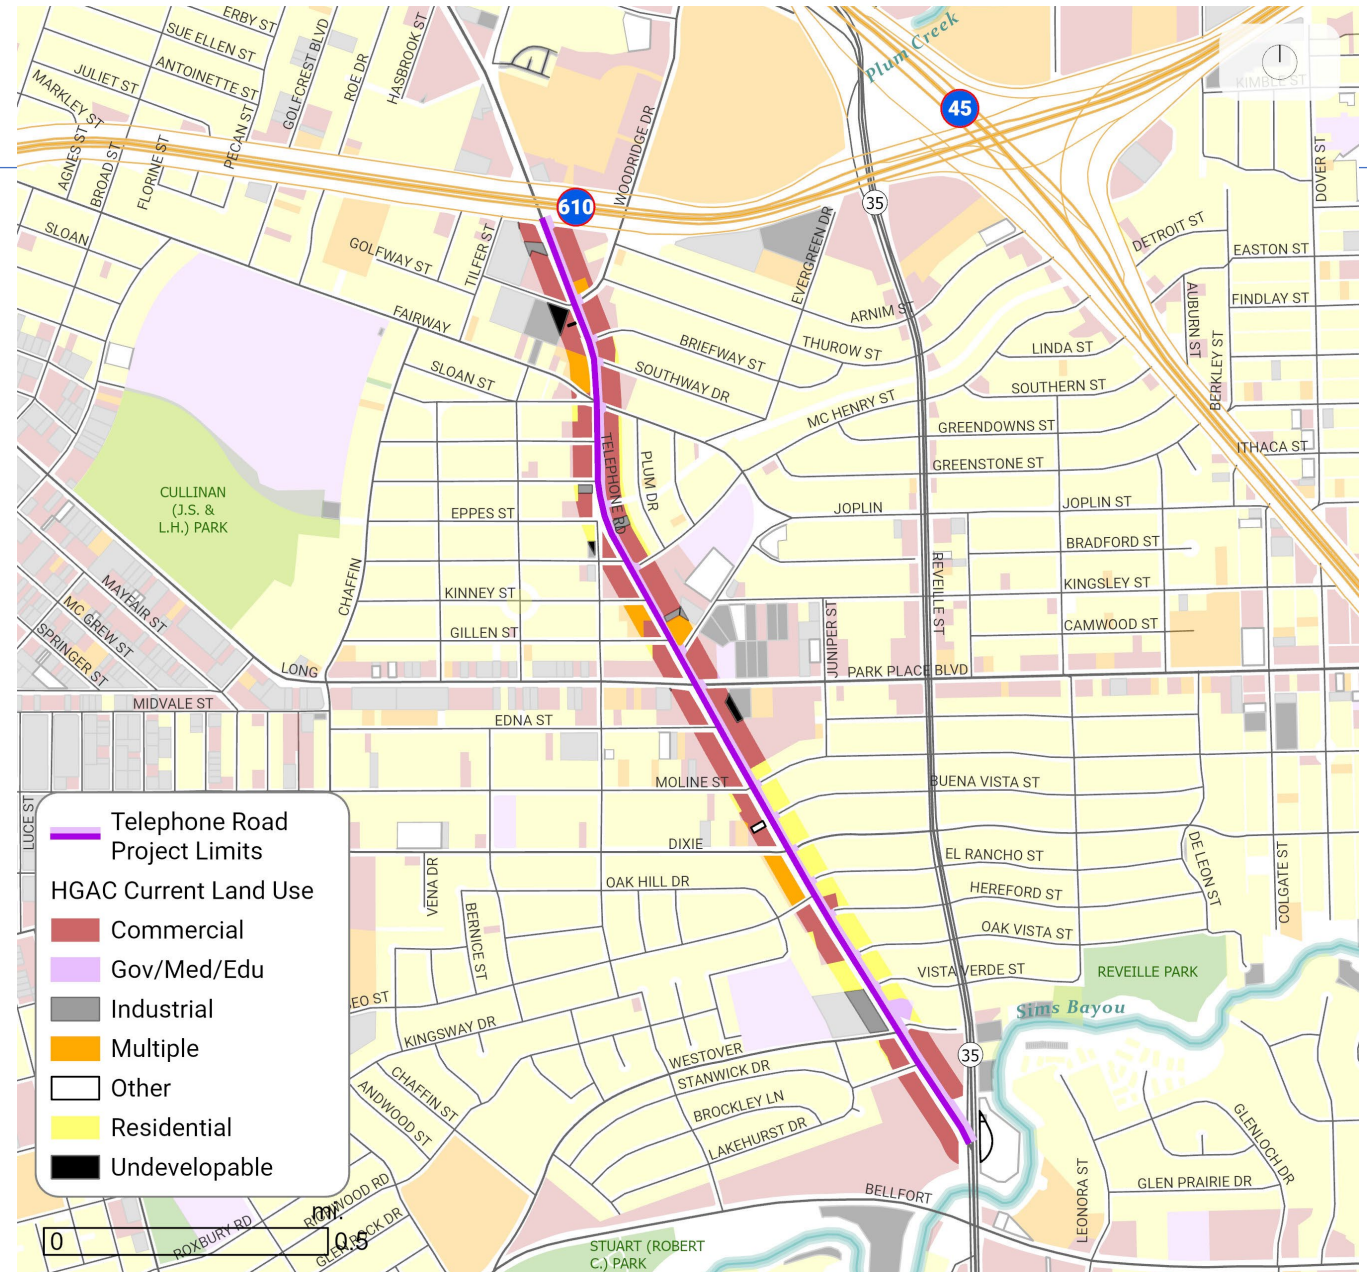 ERBY ST
SUE ELLEN ST
ANTOINETTE ST
JULIET ST
MARKLEY ST
AGNES ST
BROAD ST
FLORINE ST
PECAN ST
GOLFCREST BLVD
ROE DR
HASBROOK ST
WOODRIDGE DR
Plum Creek
45
KIMBLE ST
DOVER ST
610
35
SLOAN
GOLFWAY ST
TILFER ST
FAIRWAY
SLOAN ST
EVERGREEN DR
ARNIM ST
THUROW ST
BRIEFWAY ST
SOUTHWAY DR
MC HENRY ST
DETROIT ST
EASTON ST
FINDLAY ST
AUBURN ST
BERKLEY ST
LINDA ST
SOUTHERN ST
GREENDOWNS ST
GREENSTONE ST
ITHACA ST
TELEPHONE RD
PLUM DR
CULLINAN
(J.S. &
L.H.) PARK
EPPES ST
JOPLIN
JOPLIN ST
BRADFORD ST
REVEILLE ST
KINGSLEY ST
CAMWOOD ST
CHAFFIN
KINNEY ST
GILLEN ST
MAYFAIR ST
MC GREW ST
SPRINGER ST
LONG
JUNIPER ST
PARK PLACE BLVD
MIDVALE ST
EDNA ST
MOLINE ST
BUENA VISTA ST
LUCE ST
DIXIE
EL RANCHO ST
HEREFORD ST
DE LEON ST
COLGATE ST
VENA DR
OAK HILL DR
BERNICE ST
OAK VISTA ST
VISTA VERDE ST
REVEILLE PARK
Sims Bayou
EO ST
KINGSWAY DR
WESTOVER
STANWICK DR
BROCKLEY LN
LAKEHURST DR
CHAFFIN ST
ANDWOOD ST
35
GLENLOCH DR
GLEN PRAIRIE DR
LEONORA ST
BELLFORT
RICHWOOD RD
GLENROCK DR
ROXBURY RD
STUART (ROBERT
C.) PARK
Telephone Road
Project Limits
HGAC Current Land Use
Commercial
Gov/Med/Edu
Industrial
Multiple
Other
Residential
Undevelopable
mi.
0
0.5